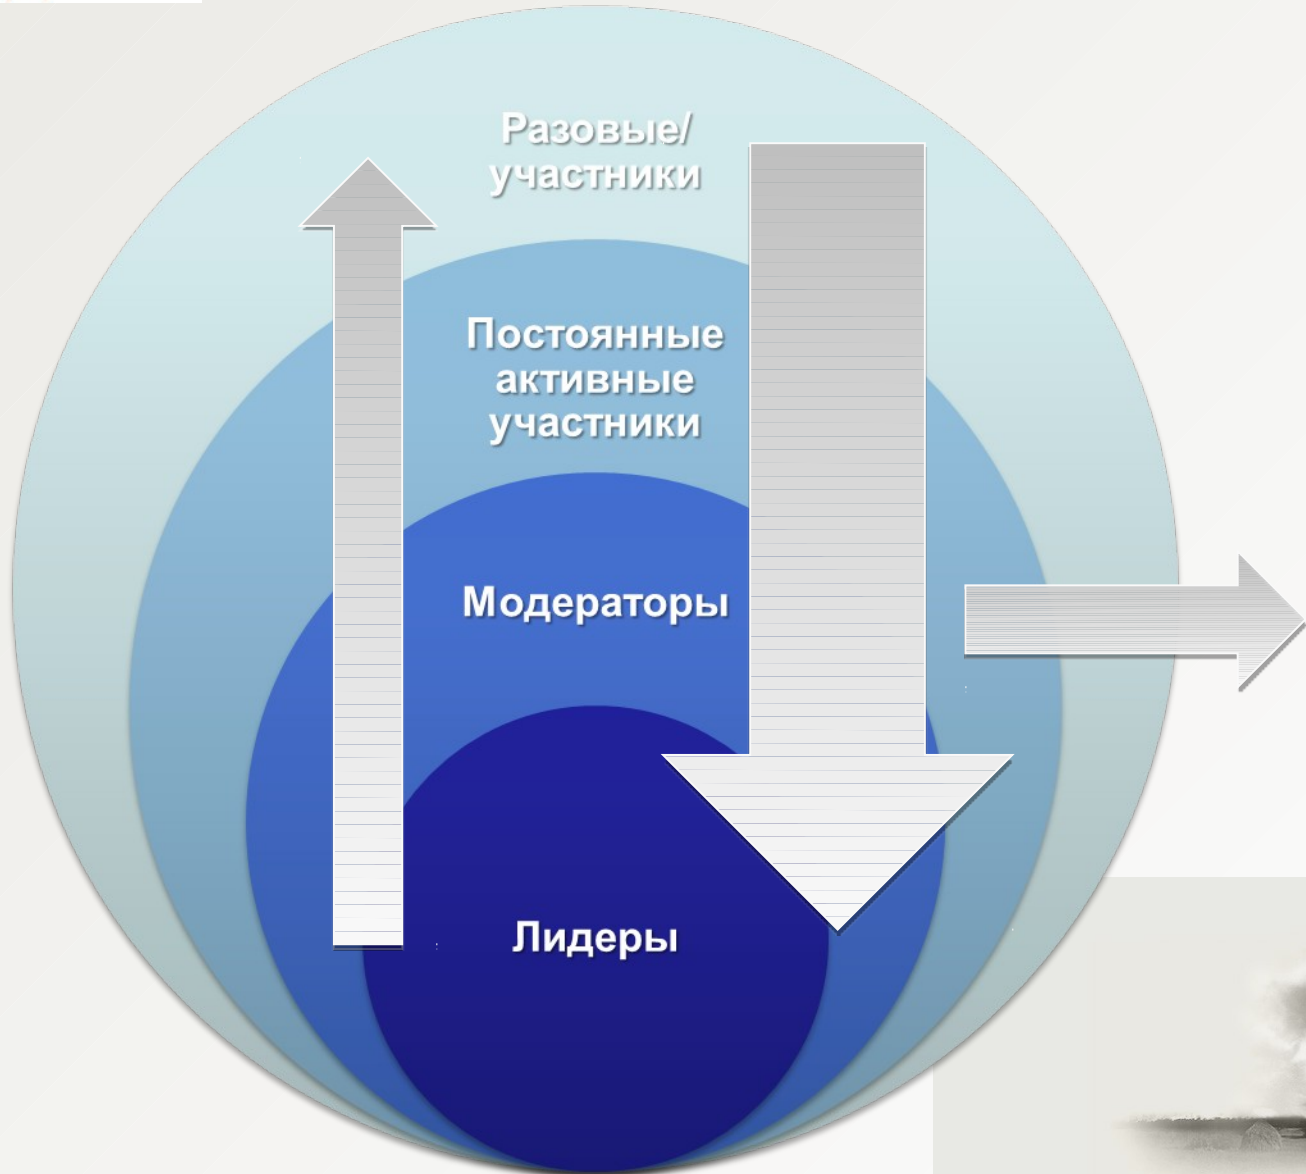 Разовые/
участники
Постоянные
активные
участники
Модераторы
Лидеры